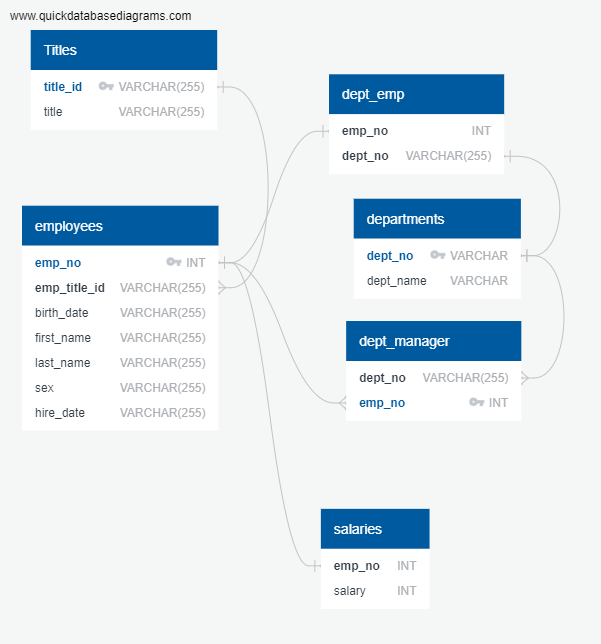 www.quickdatabasediagrams.com
Titles
title_id VARCHAR(255)
title VARCHAR(255)
dept_emp
emp_no INT
dept_no VARCHAR(255)
employees
emp_no INT
emp_title_id VARCHAR(255)
birth_date VARCHAR(255)
first_name VARCHAR(255)
last_name VARCHAR(255)
sex VARCHAR(255)
hire_date VARCHAR(255)
departments
dept_no VARCHAR
dept_name VARCHAR
dept_manager
dept_no VARCHAR(255)
emp_no INT
salaries
emp_no INT
salary INT